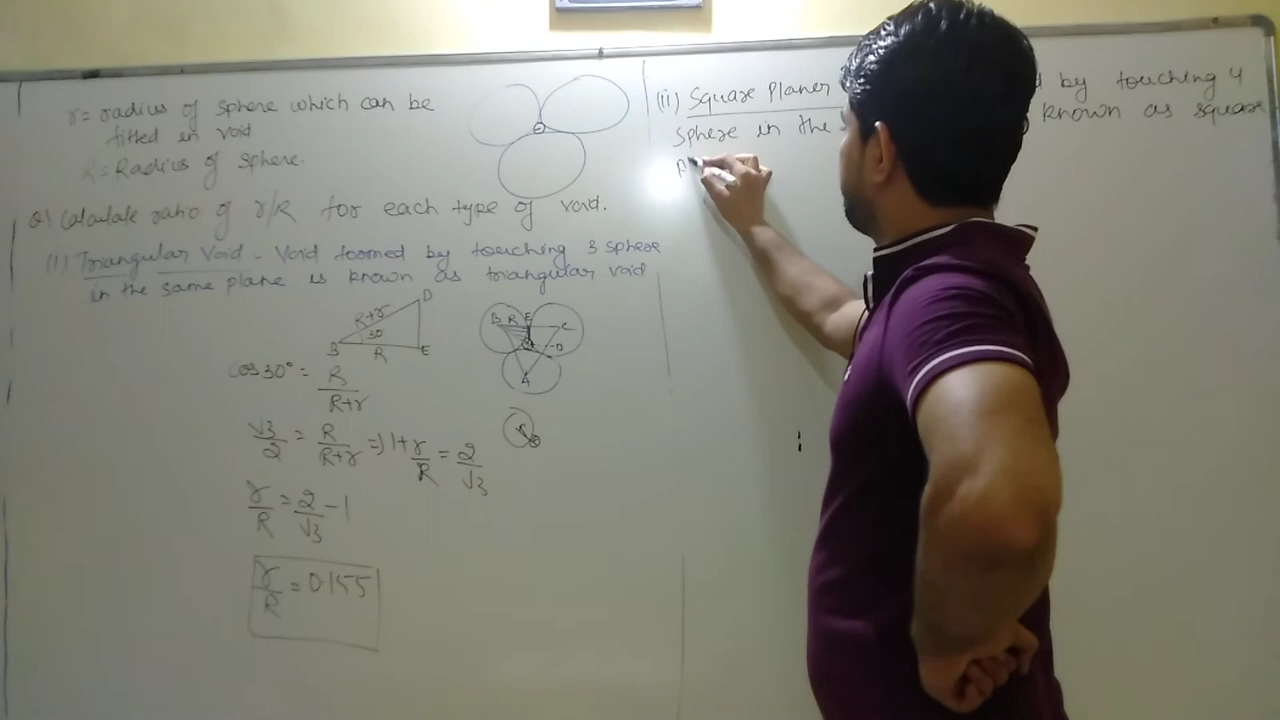 r = radius of sphere which can be
fitted in void
R = Radius of sphere.
Q) Calculate ratio of r/R for each type of void.
(i) Triangular Void - Void formed by touching 3 sphere
in the same plane is known as triangular void
R+r
30
B
R
E
D
B R E
C
O
D
A
cos 30° = R
R+r
√3/2 = R/R+r => 1+r/R = 2/√3
r/R = 2/√3 - 1
r/R = 0.155
(ii) Square Planer by touching 4
sphere in the known as square
P